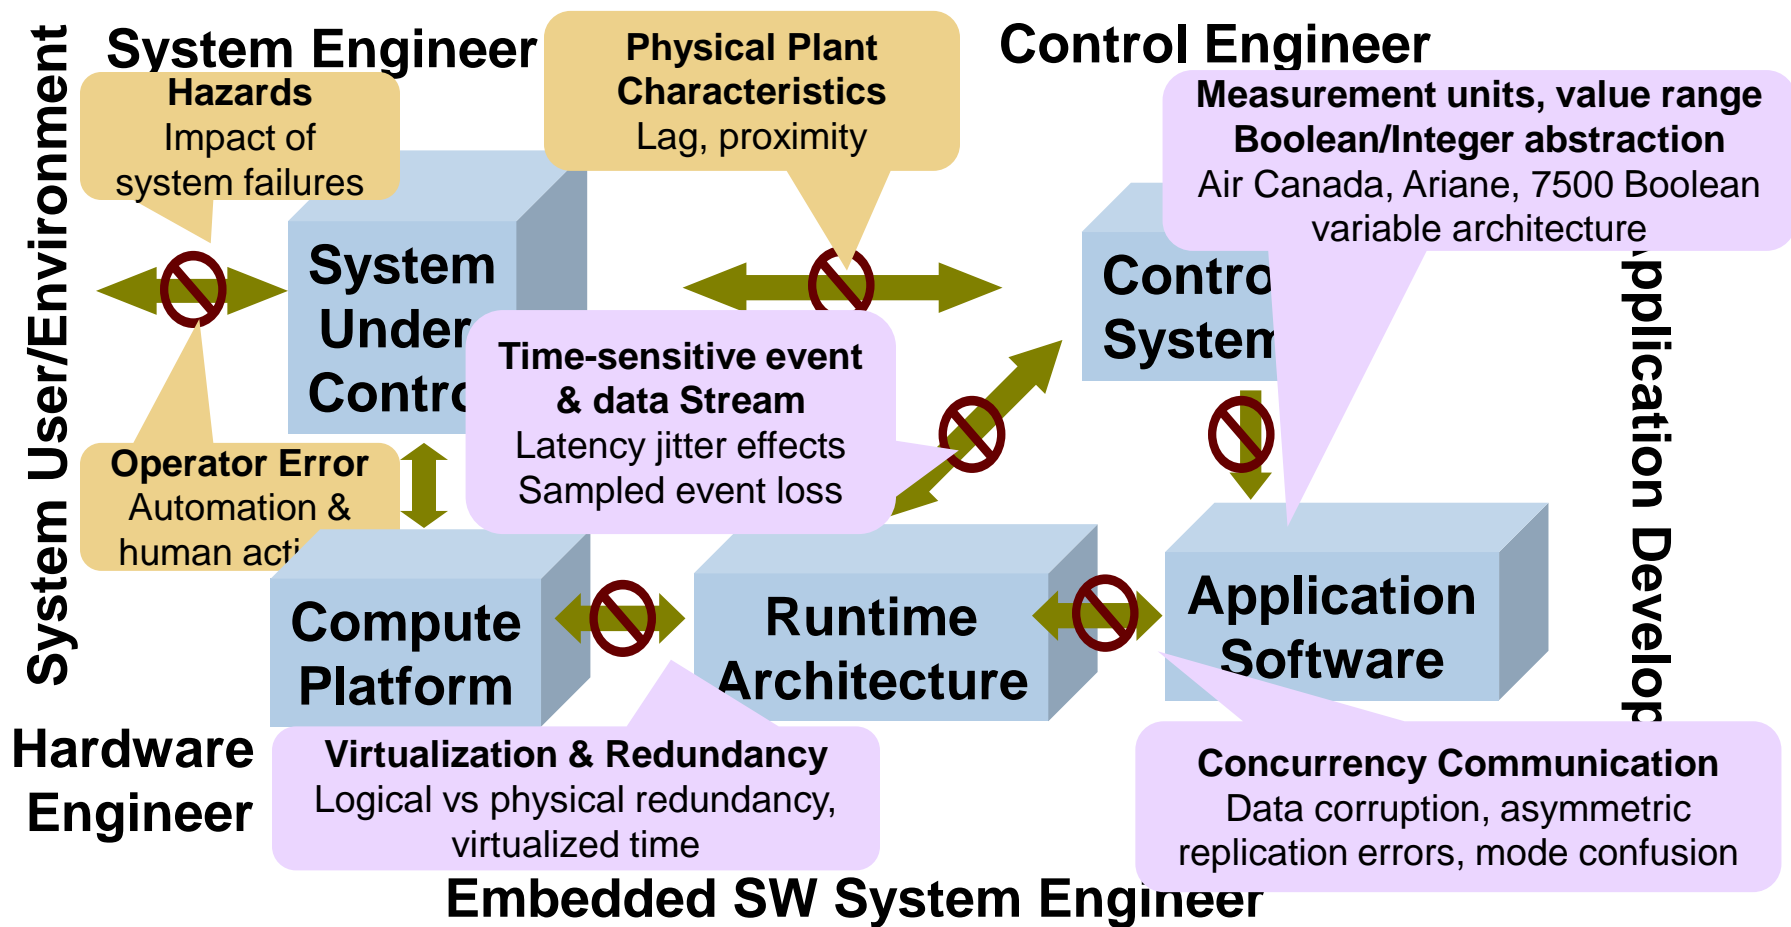 System User/Environment
System Engineer
Control Engineer
Hazards
Impact of
system failures
Physical Plant
Characteristics
Lag, proximity
Measurement units, value range
Boolean/Integer abstraction
Air Canada, Ariane, 7500 Boolean
variable architecture
System
Under
Contro
Contro
System
Time-sensitive event
& data Stream
Latency jitter effects
Sampled event loss
Operator Error
Automation &
human acti
Compute
Platform
Runtime
Architecture
Application
Software
Application Develop
Hardware
Engineer
Virtualization & Redundancy
Logical vs physical redundancy,
virtualized time
Concurrency Communication
Data corruption, asymmetric
replication errors, mode confusion
Embedded SW System Engineer